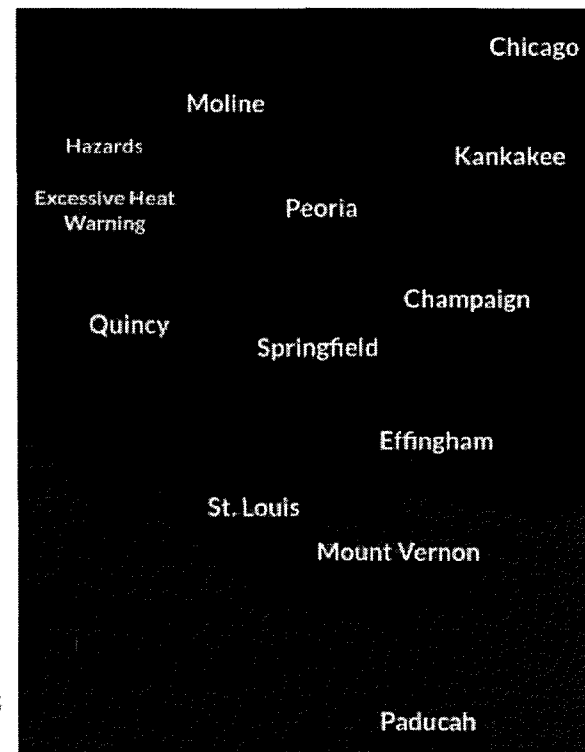 Chicago
Moline
Hazards
Kankakee
Excessive Heat
Warning
Peoria
Champaign
Quincy
Springfield
Effingham
St. Louis
Mount Vernon
Paducah